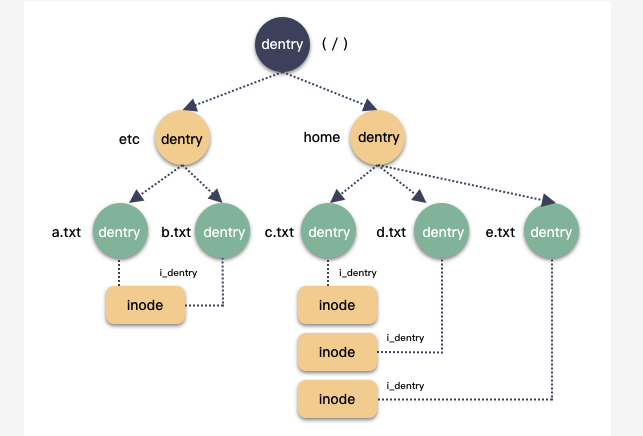 dentry ( / )
etc dentry home dentry
a.txt dentry b.txt dentry c.txt dentry d.txt dentry e.txt dentry
i_dentry i_dentry
inode inode
i_dentry
inode
i_dentry
inode